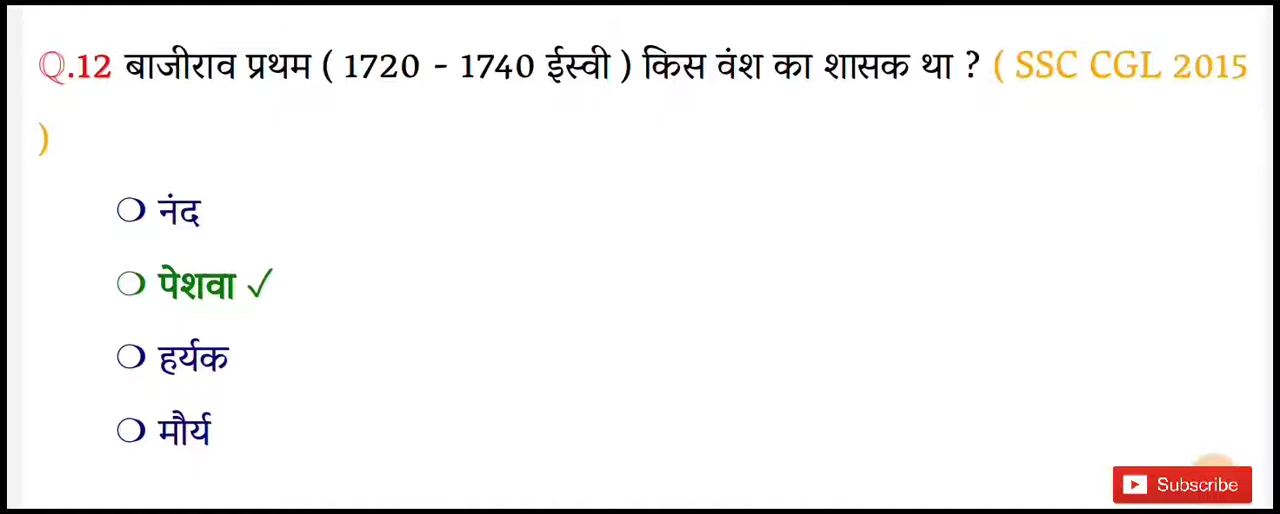 Q.12 बाजीराव प्रथम ( 1720 - 1740 ईस्वी ) किस वंश का शासक था ? ( SSC CGL 2015
)
नंद
पेशवा ✓
हर्यक
मौर्य
Subscribe